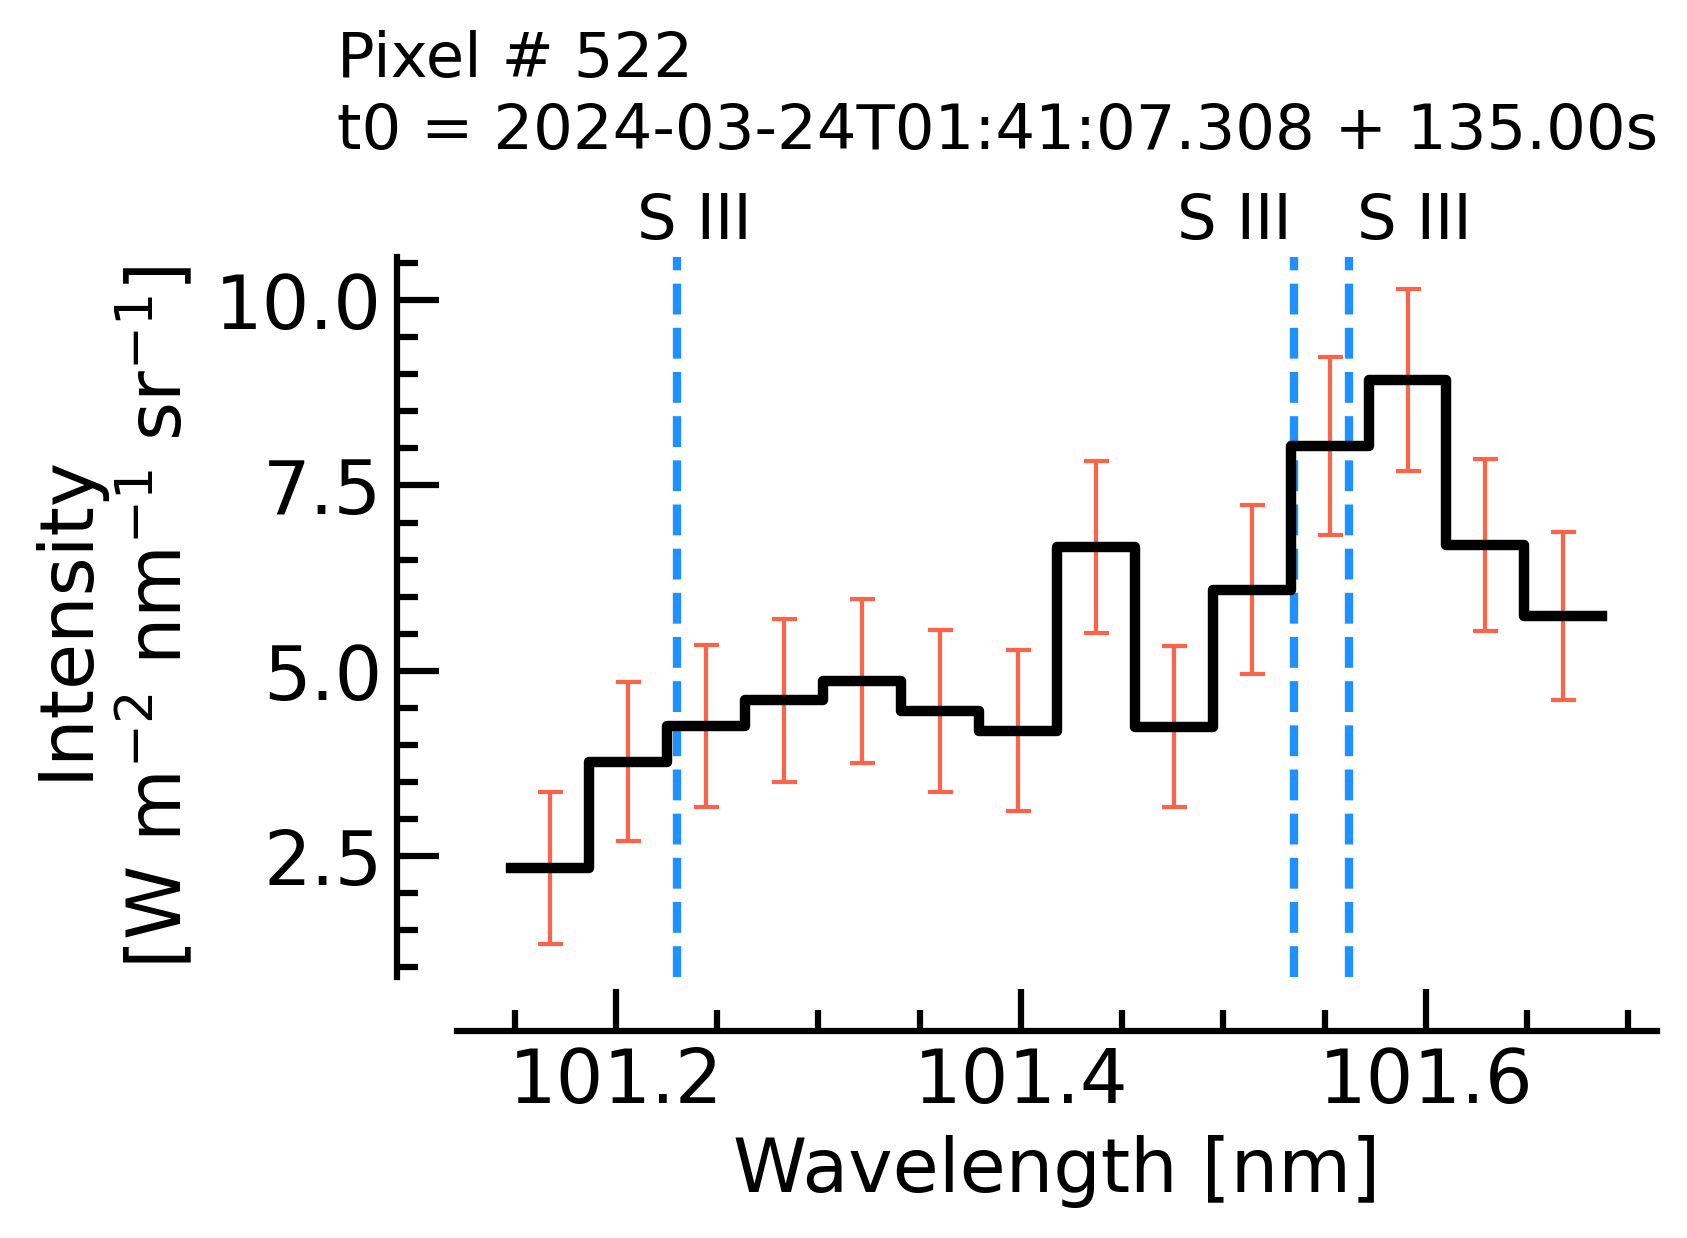 Pixel # 522
t0 = 2024-03-24T01:41:07.308 + 135.00s
S III S III S III
Intensity
[W m⁻² nm⁻¹ sr⁻¹]
10.0
7.5
5.0
2.5
101.2 101.4 101.6
Wavelength [nm]